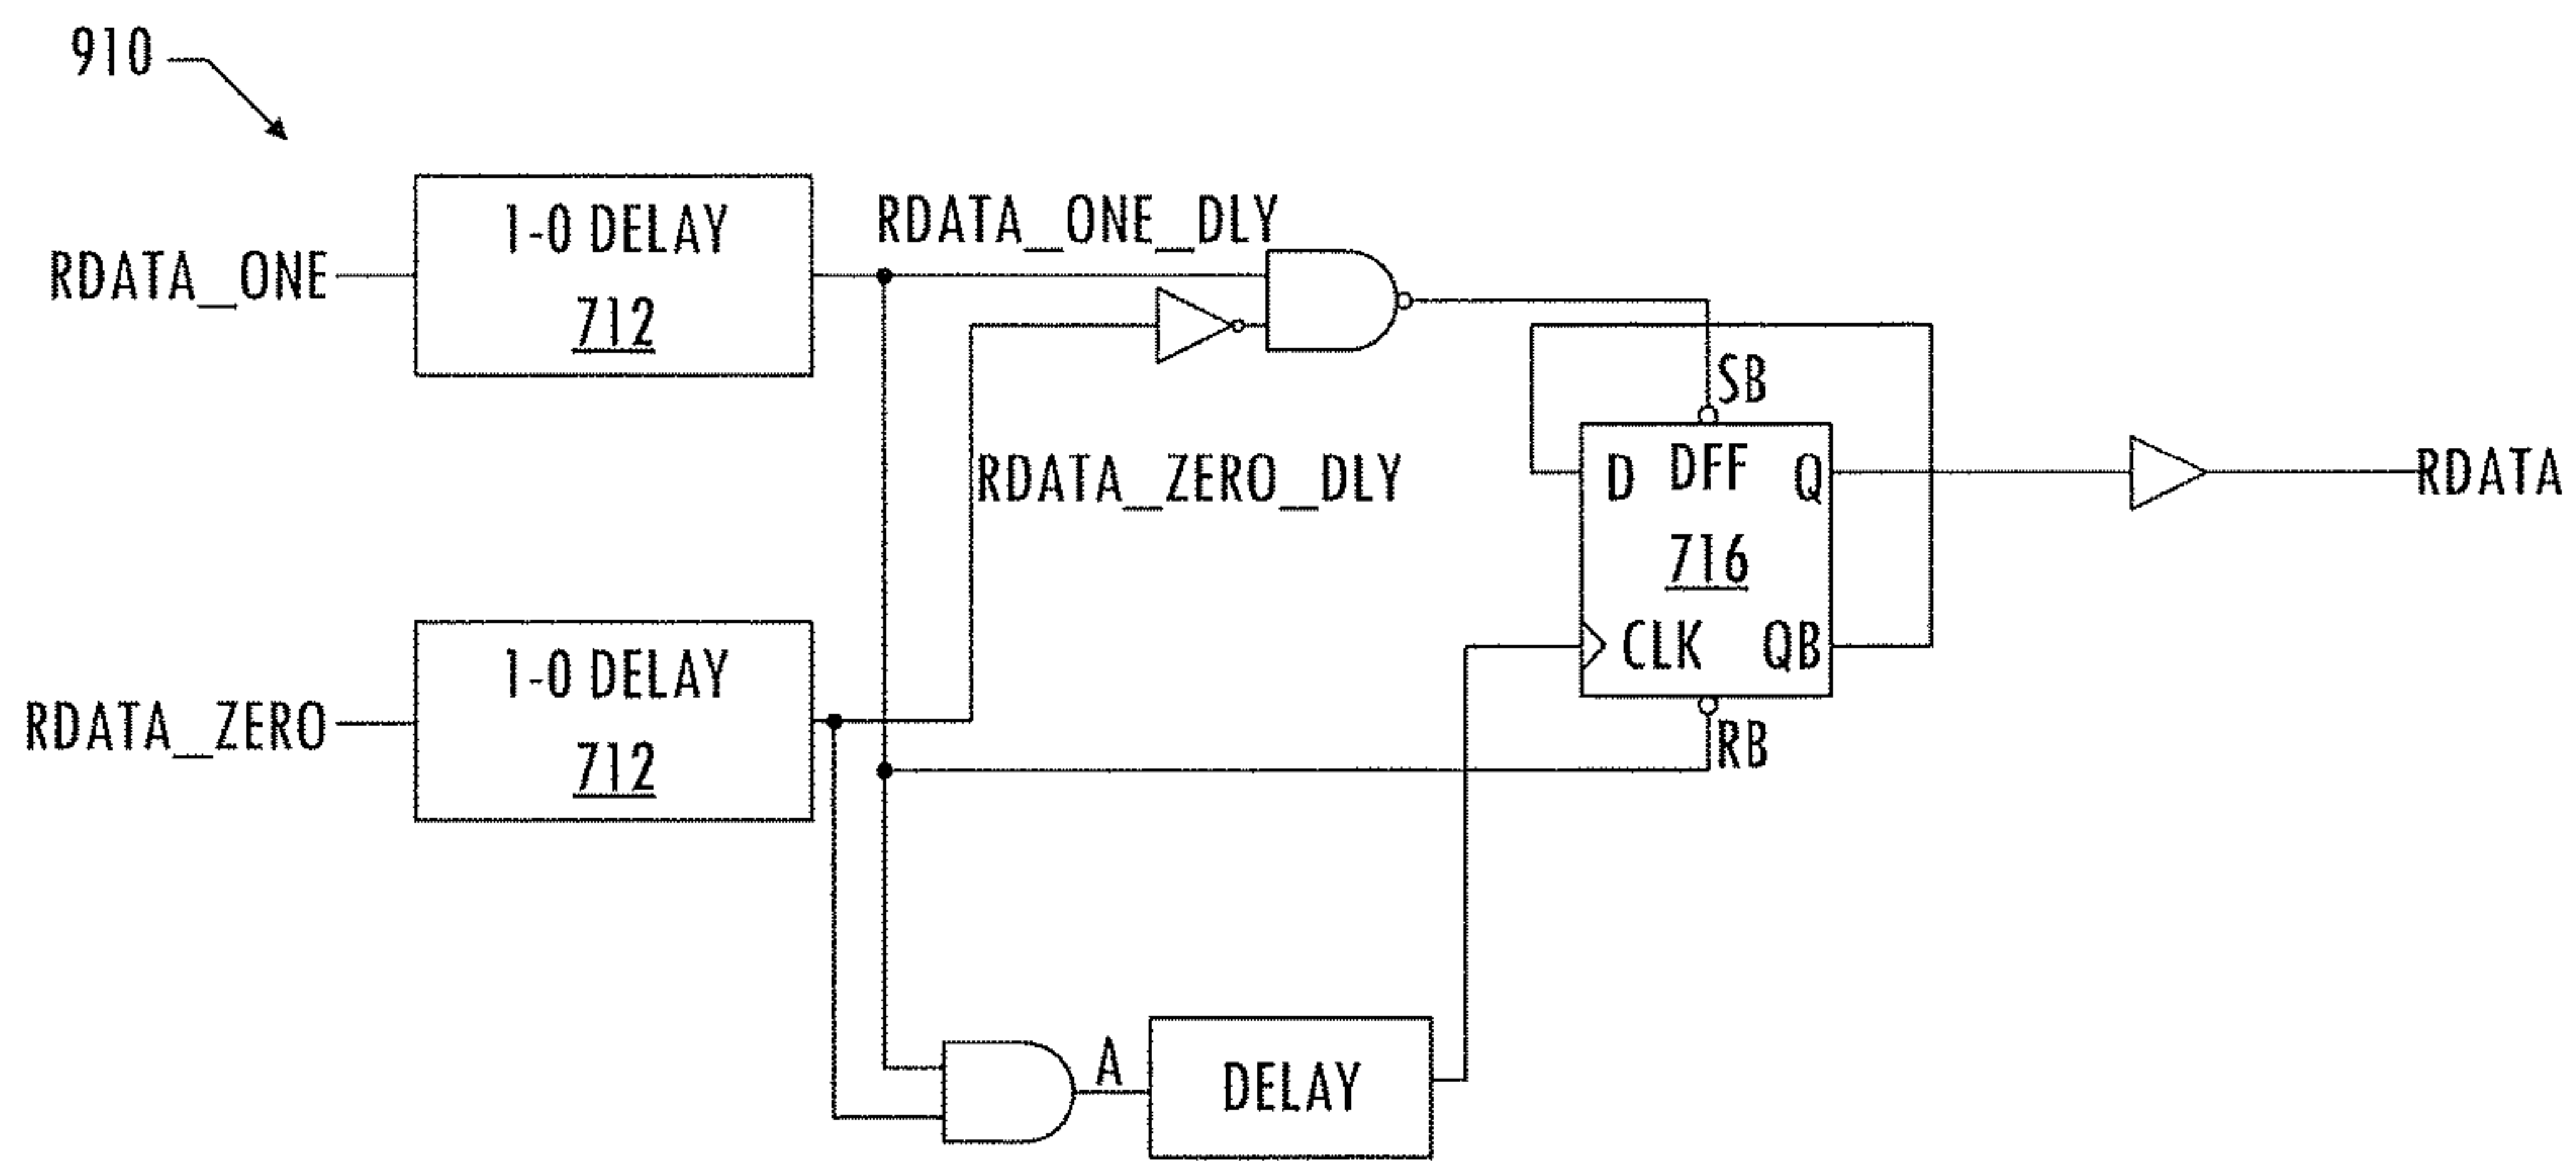 910
1-0 DELAY
712
RDATA_ONE
RDATA_ONE_DLY
SB
RDATA_ZERO_DLY
D DFF Q
716
CLK QB
RDATA
RB
1-0 DELAY
712
RDATA_ZERO
A
DELAY